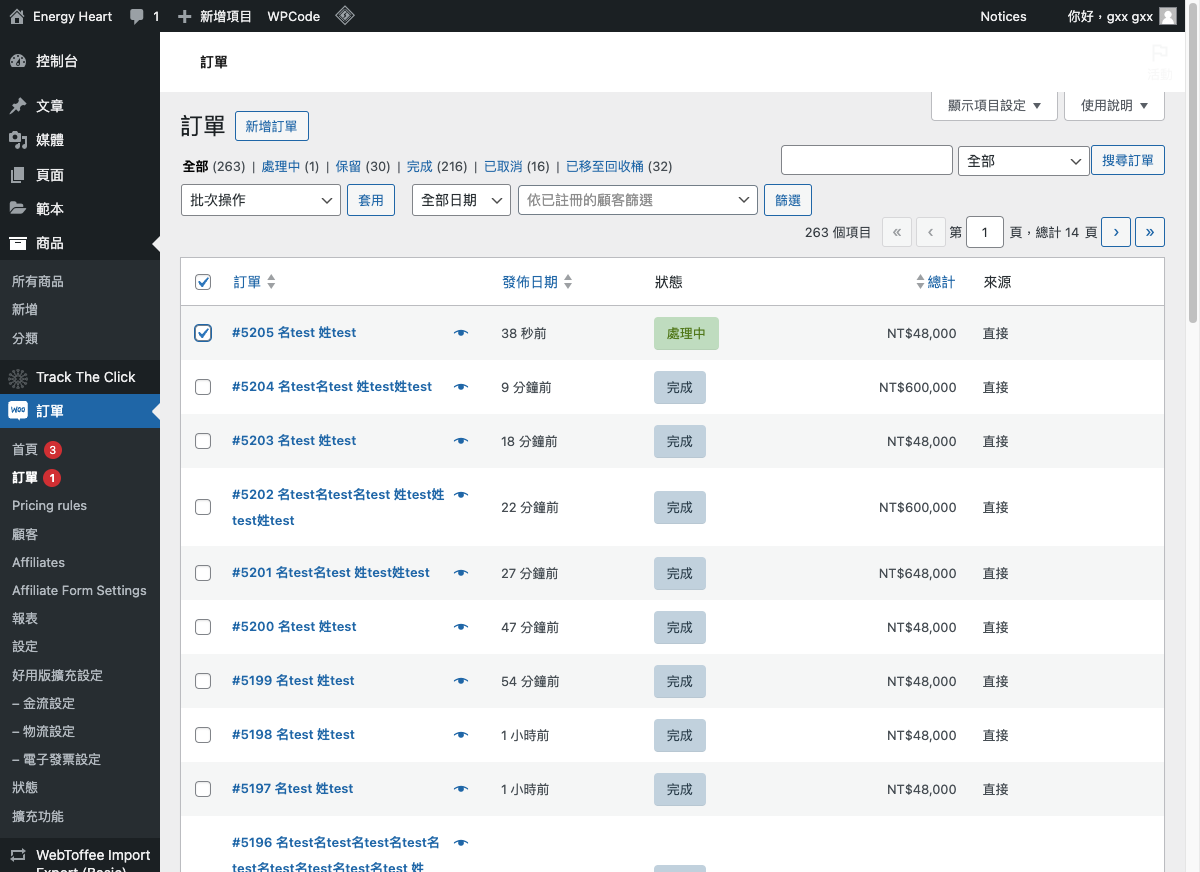 Energy Heart 1 新增項目 WPCode Notices 你好，gxx gxx
控制台
文章
媒體
頁面
範本
商品
所有商品
新增
分類
Track The Click
訂單
首頁 3
訂單 1
Pricing rules
顧客
Affiliates
Affiliate Form Settings
報表
設定
好用版擴充設定
– 金流設定
– 物流設定
– 電子發票設定
狀態
擴充功能
WebToffee Import
Export (Basic)
訂單
活動
顯示項目設定 ▼ 使用說明 ▼
訂單 新增訂單
全部 (263) | 處理中 (1) | 保留 (30) | 完成 (216) | 已取消 (16) | 已移至回收桶 (32)
全部 搜尋訂單
批次操作 套用 全部日期 依已註冊的顧客篩選 篩選
263 個項目 « ‹ 第 1 頁，總計 14 頁 › »
訂單 發佈日期 狀態 總計 來源
#5205 名test 姓test 38 秒前 處理中 NT$48,000 直接
#5204 名test名test 姓test姓test 9 分鐘前 完成 NT$600,000 直接
#5203 名test 姓test 18 分鐘前 完成 NT$48,000 直接
#5202 名test名test名test 姓test姓
test姓test 22 分鐘前 完成 NT$600,000 直接
#5201 名test名test 姓test姓test 27 分鐘前 完成 NT$648,000 直接
#5200 名test 姓test 47 分鐘前 完成 NT$48,000 直接
#5199 名test 姓test 54 分鐘前 完成 NT$48,000 直接
#5198 名test 姓test 1 小時前 完成 NT$48,000 直接
#5197 名test 姓test 1 小時前 完成 NT$48,000 直接
#5196 名test名test名test名test名
test名test名test名test名test 姓